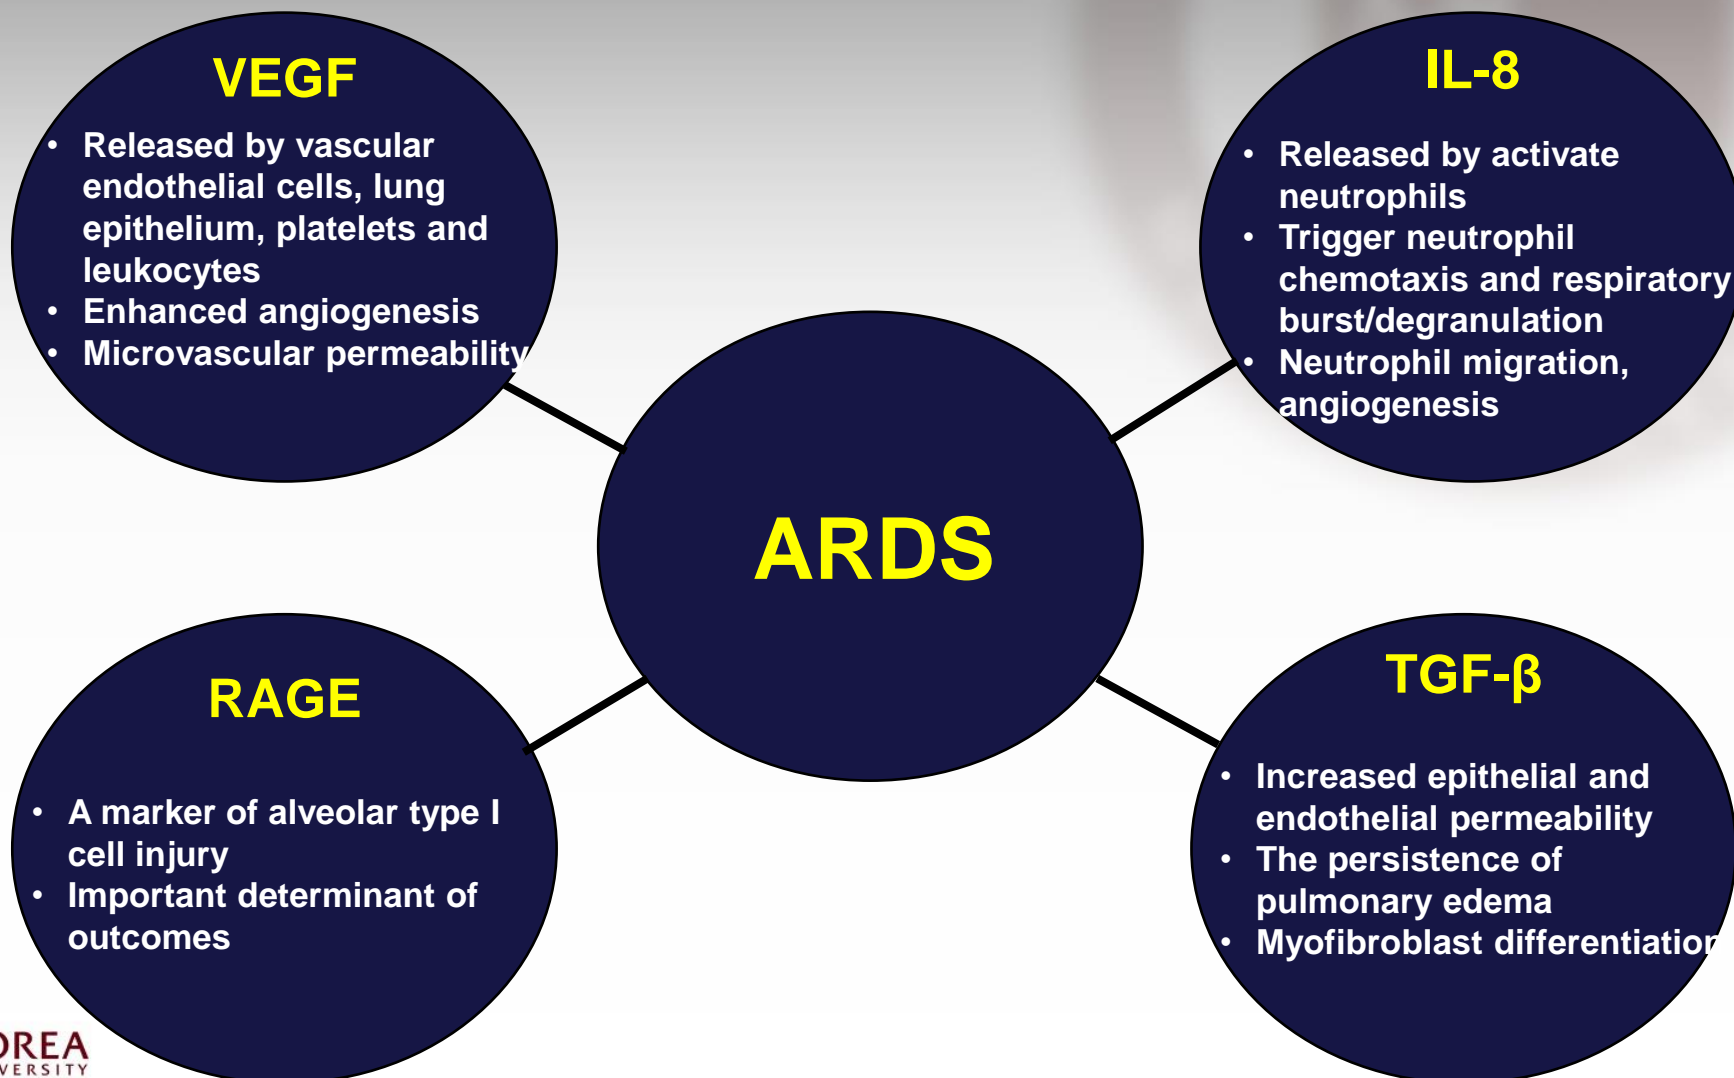 VEGF
• Released by vascular
endothelial cells, lung
epithelium, platelets and
leukocytes
• Enhanced angiogenesis
• Microvascular permeability
IL-8
• Released by activate
neutrophils
• Trigger neutrophil
chemotaxis and respiratory
burst/degranulation
• Neutrophil migration,
angiogenesis
ARDS
RAGE
• A marker of alveolar type I
cell injury
• Important determinant of
outcomes
TGF-β
• Increased epithelial and
endothelial permeability
• The persistence of
pulmonary edema
• Myofibroblast differentiation
OREA
VERSITY